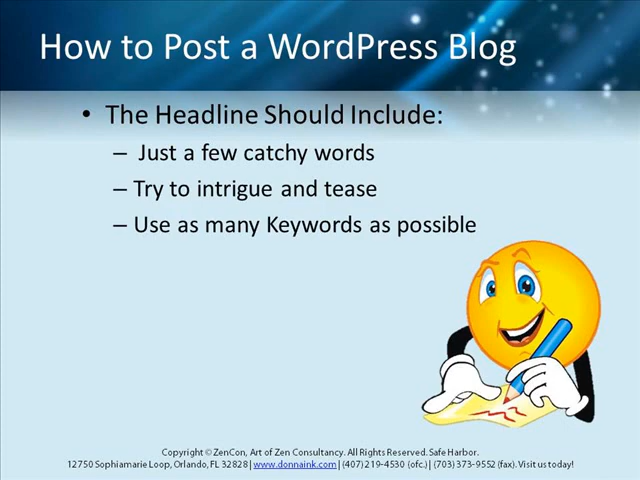 How to Post a WordPress Blog
• The Headline Should Include:
– Just a few catchy words
– Try to intrigue and tease
– Use as many Keywords as possible
Copyright © ZenCon, Art of Zen Consultancy. All Rights Reserved. Safe Harbor.
12750 Sophiamarie Loop, Orlando, FL 32828 | www.donnaink.com | (407) 219-4530 (ofc.) | (703) 373-9552 (fax). Visit us today!